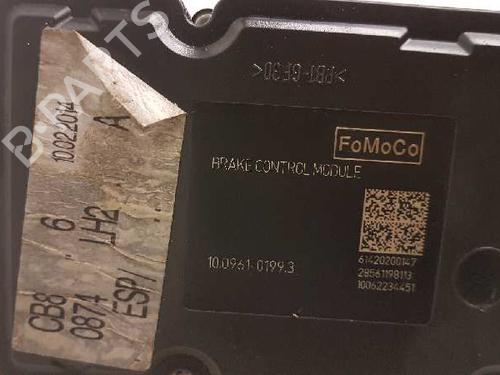 >PBT-GF30<
FoMoCo
BRAKE CONTROL MODULE
10.0961-0199.3
61420200147
28561198113
10062234451
10022014 A
6 LH2
CB8
0874 ESP/
B-PARTS